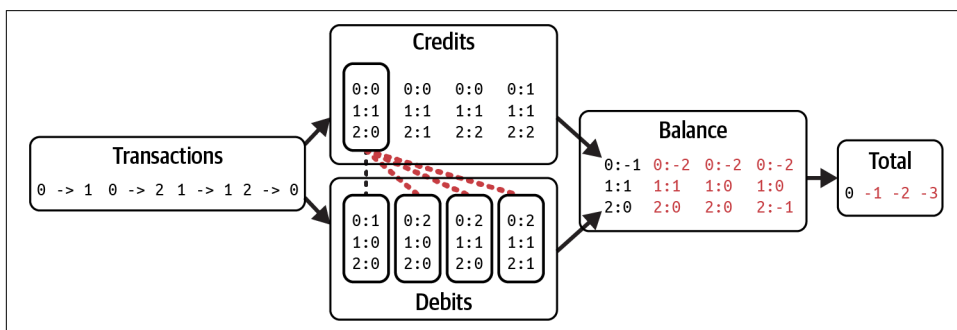 Credits
0:0 0:0 0:0 0:1
1:1 1:1 1:1 1:1
2:0 2:1 2:2 2:2
Transactions
0 -> 1 0 -> 2 1 -> 1 2 -> 0
0:1 0:2 0:2 0:2
1:0 1:0 1:1 1:1
2:0 2:0 2:0 2:1
Debits
Balance
0:-1 0:-2 0:-2 0:-2
1:1 1:1 1:0 1:0
2:0 2:0 2:0 2:-1
Total
0 -1 -2 -3